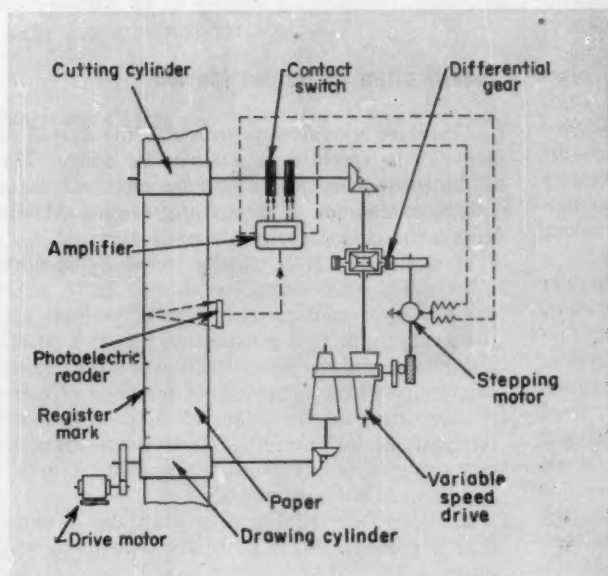 Cutting cylinder
Contact
switch
Differential
gear
Amplifier
Photoelectric
reader
Stepping
motor
Register
mark
Paper
Variable
speed
drive
Drive motor
Drawing cylinder